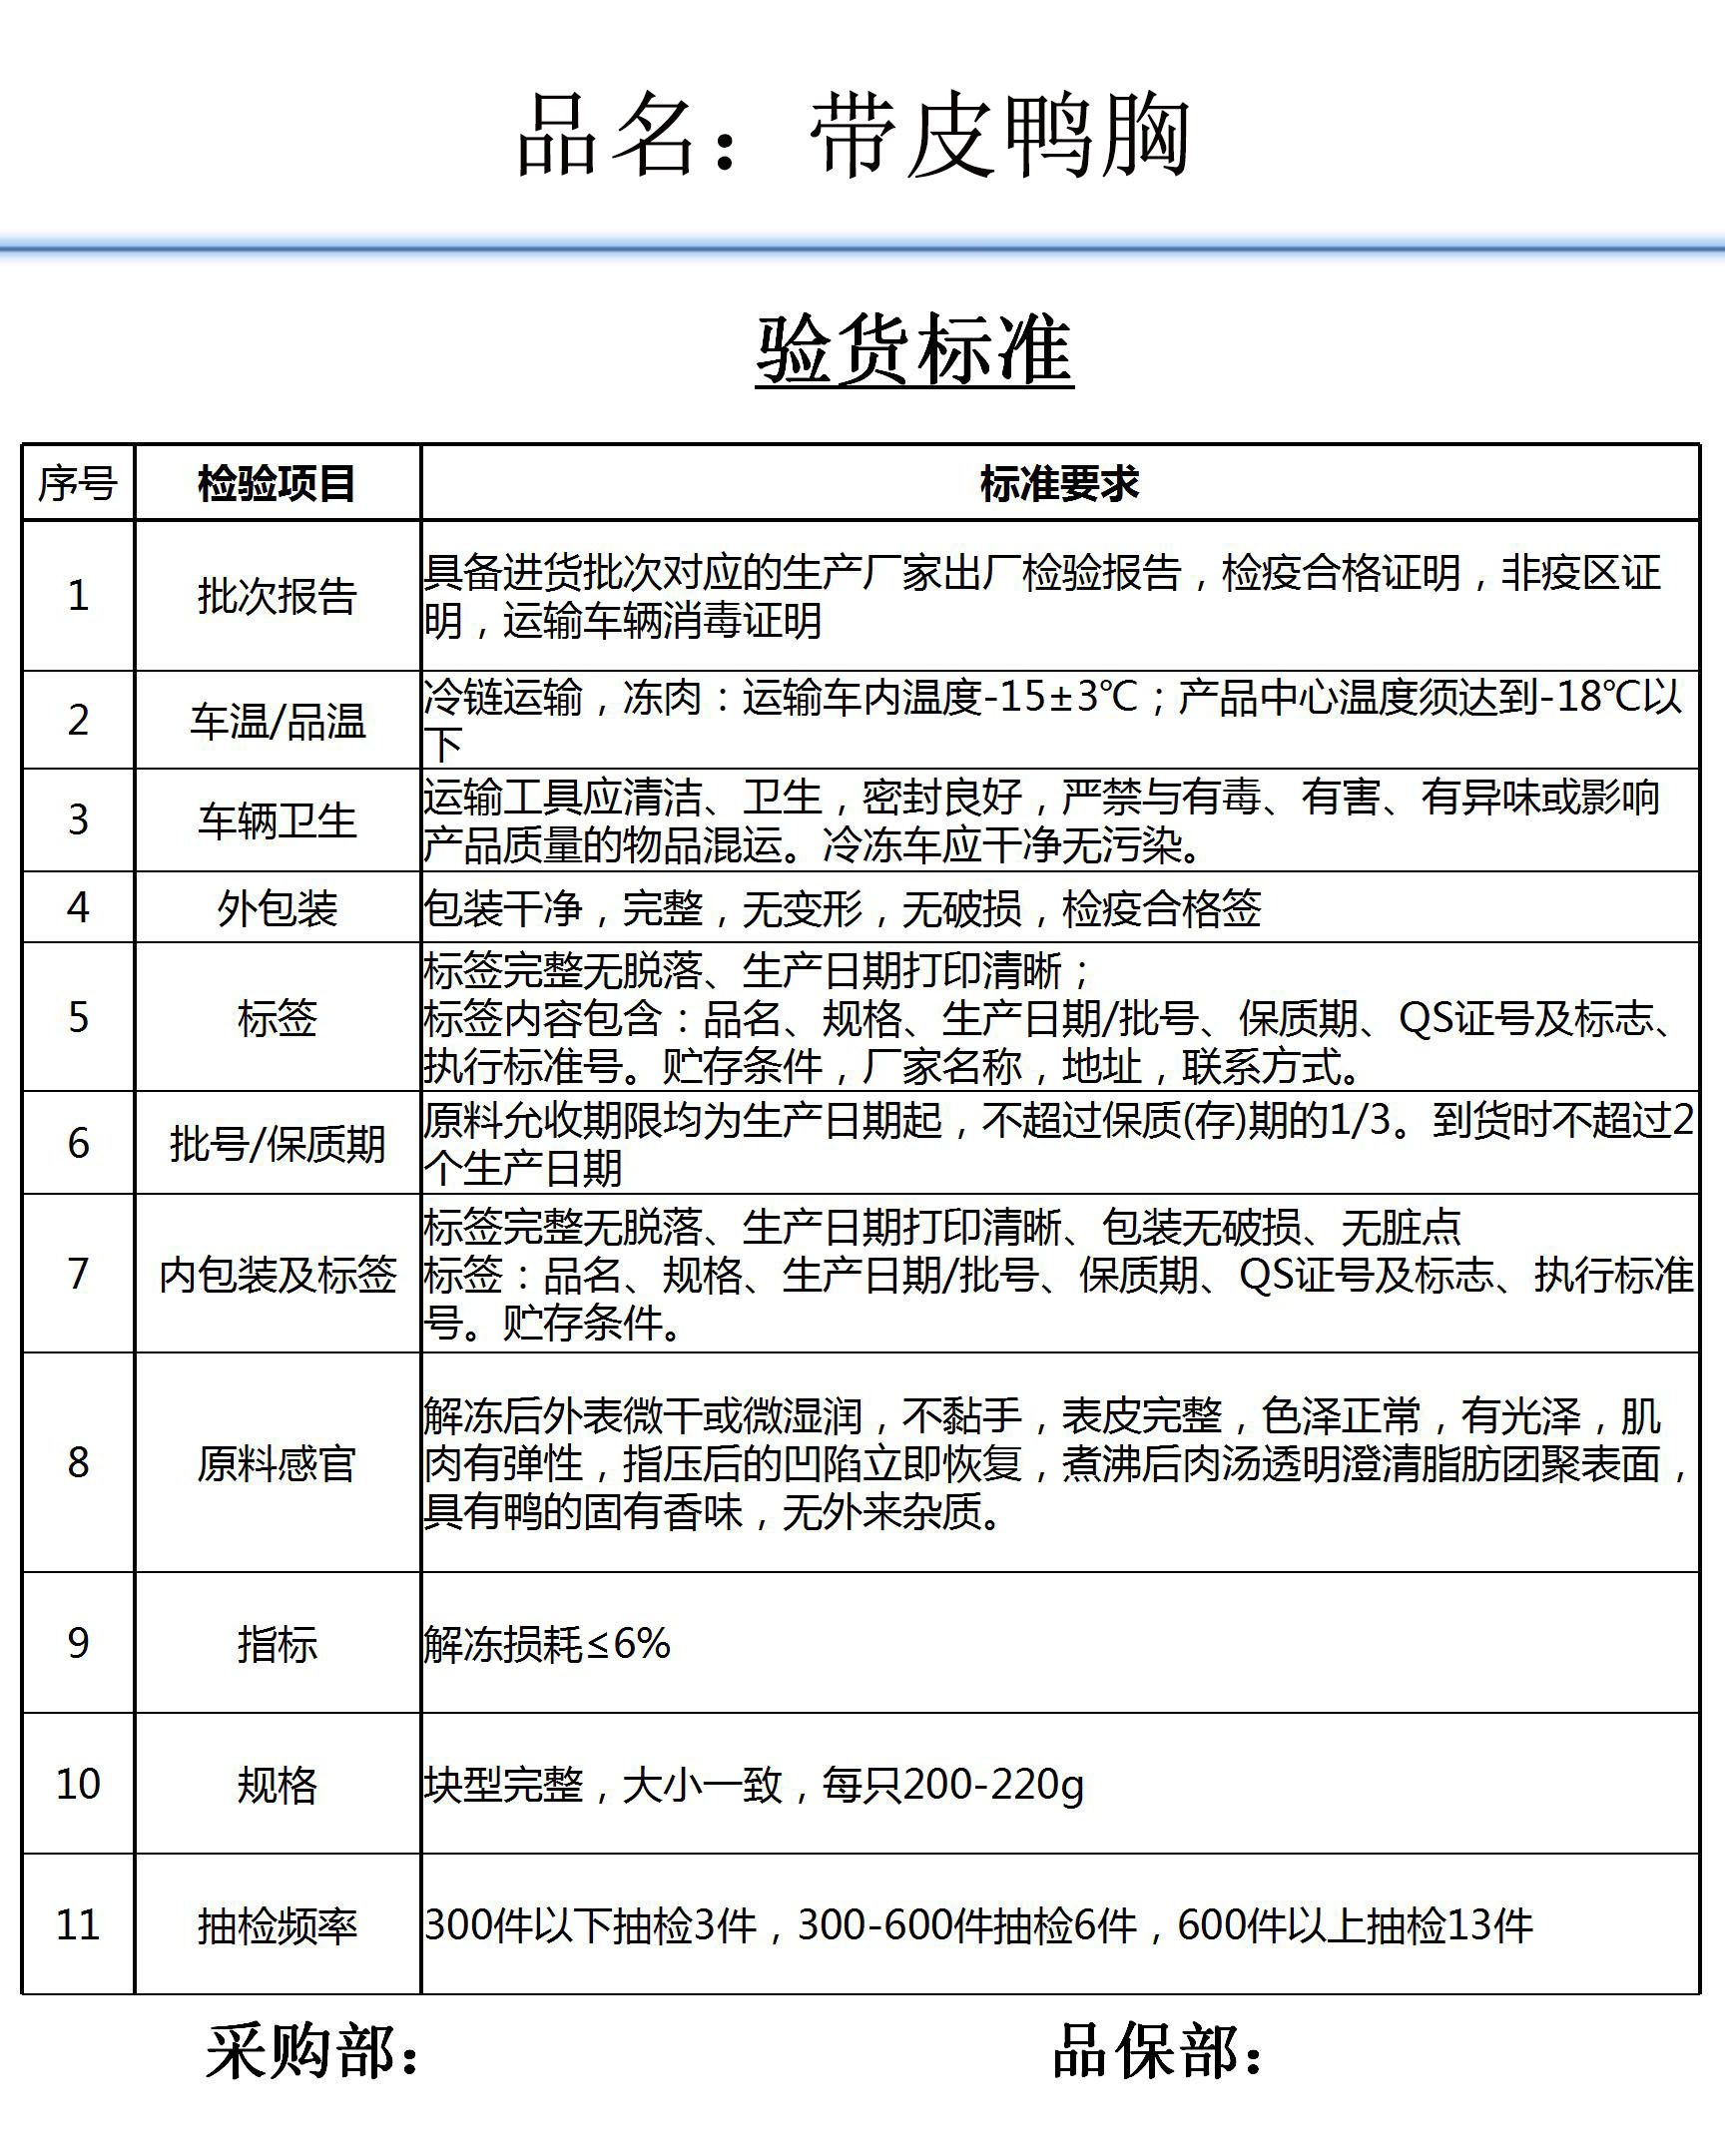 品名：带皮鸭胸
验货标准
序号 检验项目 标准要求
1 批次报告 具备进货批次对应的生产厂家出厂检验报告，检疫合格证明，非疫区证
明，运输车辆消毒证明
2 车温/品温 冷链运输，冻肉：运输车内温度-15±3℃；产品中心温度须达到-18℃以
下
3 车辆卫生 运输工具应清洁、卫生，密封良好，严禁与有毒、有害、有异味或影响
产品质量的物品混运。冷冻车应干净无污染。
4 外包装 包装干净，完整，无变形，无破损，检疫合格签
5 标签 标签完整无脱落、生产日期打印清晰；
标签内容包含：品名、规格、生产日期/批号、保质期、QS证号及标志、
执行标准号。贮存条件，厂家名称，地址，联系方式。
6 批号/保质期 原料允收期限均为生产日期起，不超过保质(存)期的1/3。到货时不超过2
个生产日期
7 内包装及标签 标签完整无脱落、生产日期打印清晰、包装无破损、无脏点
标签：品名、规格、生产日期/批号、保质期、QS证号及标志、执行标准
号。贮存条件。
8 原料感官 解冻后外表微干或微湿润，不黏手，表皮完整，色泽正常，有光泽，肌
肉有弹性，指压后的凹陷立即恢复，煮沸后肉汤透明澄清脂肪团聚表面，
具有鸭的固有香味，无外来杂质。
9 指标 解冻损耗≤6%
10 规格 块型完整，大小一致，每只200-220g
11 抽检频率 300件以下抽检3件，300-600件抽检6件，600件以上抽检13件
采购部： 品保部：